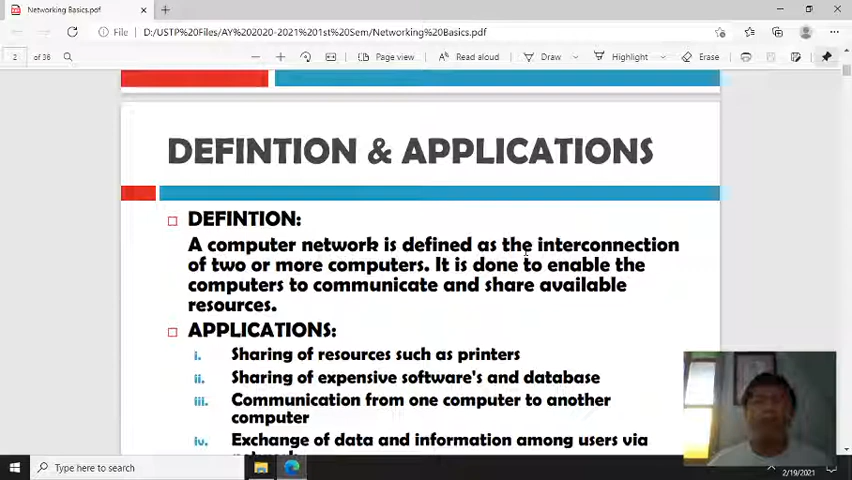 Networking Basics.pdf
File
D:/USTP%20Files/AY%202020-2021%201st%20Sem/Networking%20Basics.pdf
2 of 36
Page view
Read aloud
Draw
Highlight
Erase
DEFINTION & APPLICATIONS
DEFINTION:
A computer network is defined as the interconnection
of two or more computers. It is done to enable the
computers to communicate and share available
resources.
APPLICATIONS:
i. Sharing of resources such as printers
ii. Sharing of expensive software's and database
iii. Communication from one computer to another
computer
iv. Exchange of data and information among users via
Type here to search
2/19/2021